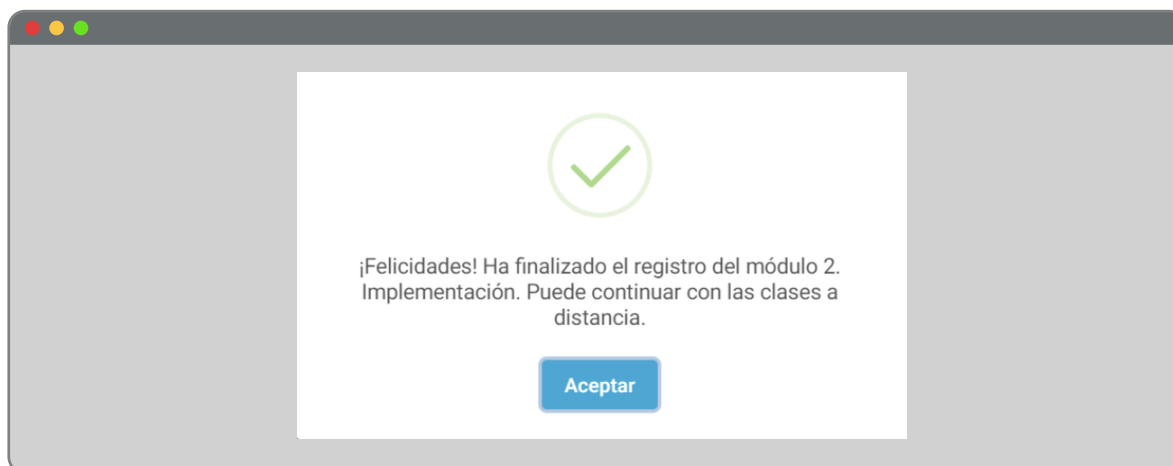 ¡Felicidades! Ha finalizado el registro del módulo 2.
Implementación. Puede continuar con las clases a
distancia.
Aceptar